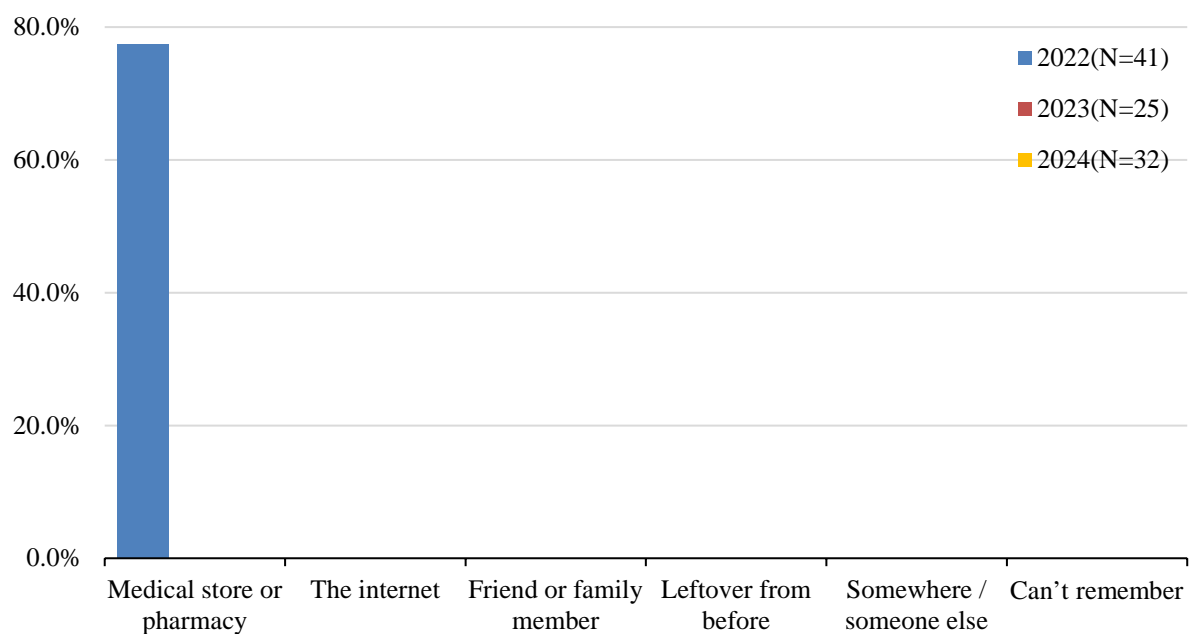 80.0%
60.0%
40.0%
20.0%
0.0%
2022(N=41)
2023(N=25)
2024(N=32)
Medical store or
pharmacy
The internet
Friend or family
member
Leftover from
before
Somewhere /
someone else
Can’t remember